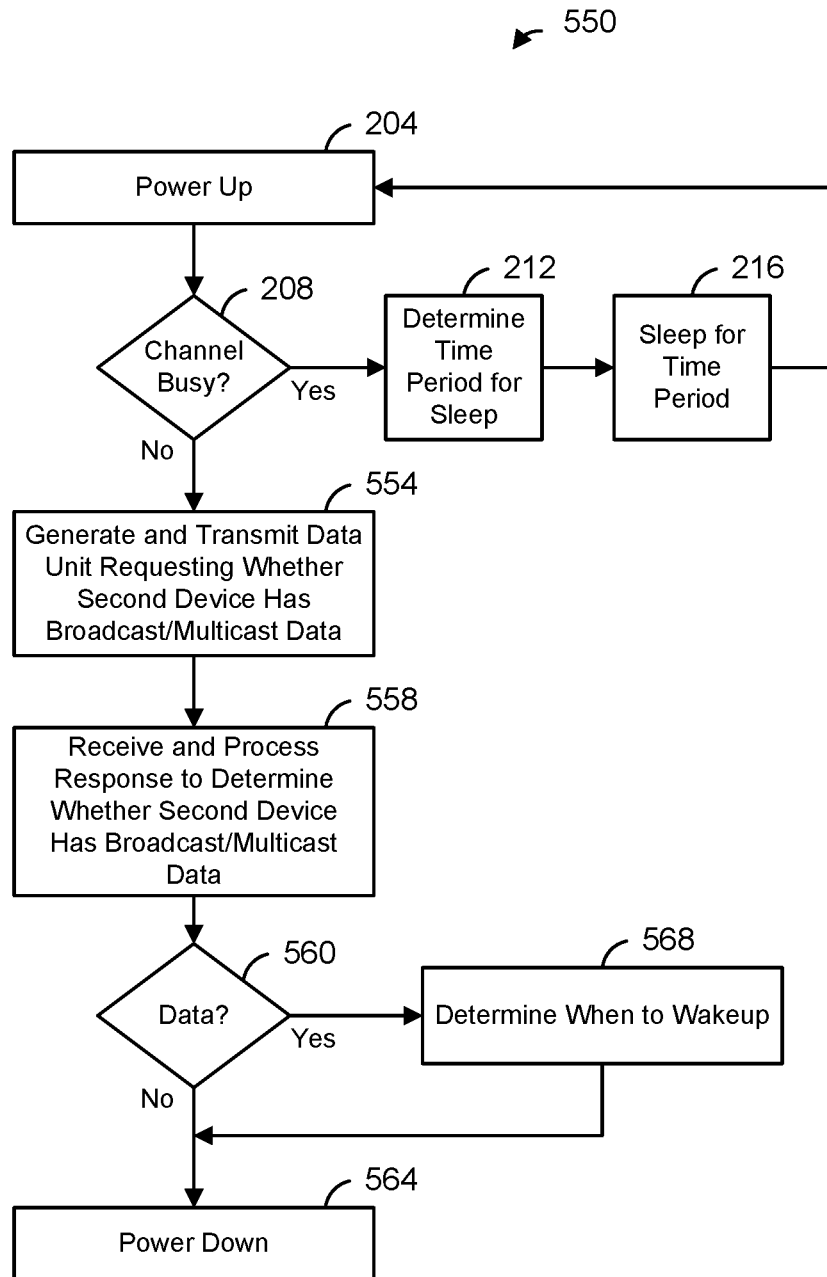 550
204
Power Up
208
212
216
Channel
Busy?
Yes
No
Determine
Time
Period for
Sleep
Sleep for
Time
Period
554
Generate and Transmit Data
Unit Requesting Whether
Second Device Has
Broadcast/Multicast Data
558
Receive and Process
Response to Determine
Whether Second Device
Has Broadcast/Multicast
Data
560
568
Data?
Yes
No
Determine When to Wakeup
564
Power Down